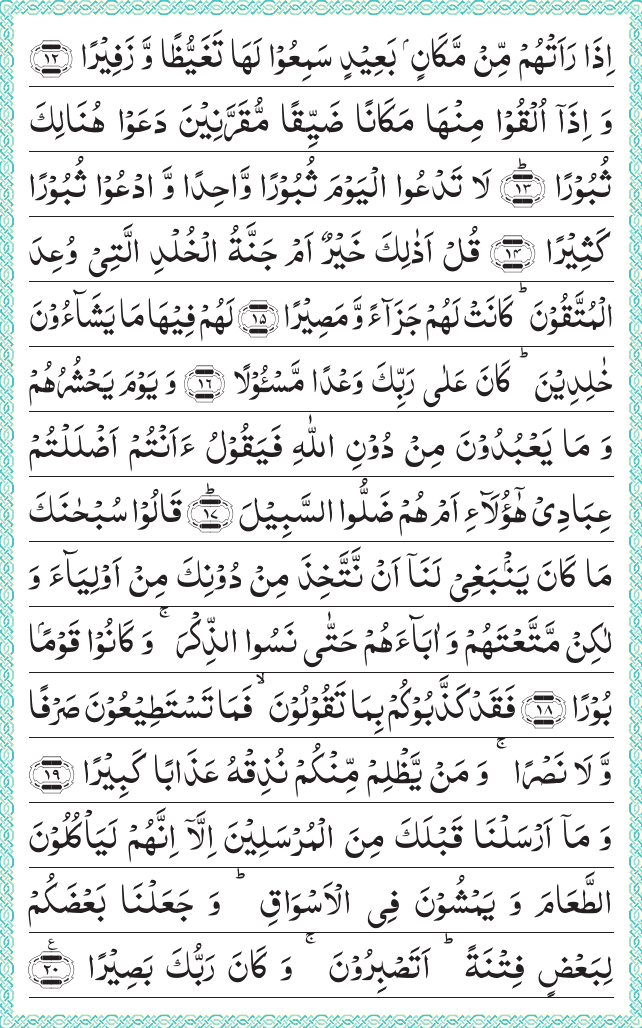 اِذَا رَاَتْهُمْ مِّنْ مَّكَانٍۭ بَعِيْدٍ سَمِعُوْا لَهَا تَغَيُّظًا وَّ زَفِيْرًا ﴿۱۲﴾
وَ اِذَاۤ اُلْقُوْا مِنْهَا مَكَانًا ضَيِّقًا مُّقَرَّنِيْنَ دَعَوْا هُنَالِكَ
ثُبُوْرًا ﴿ؕ۱۳﴾ لَا تَدْعُوا الْيَوْمَ ثُبُوْرًا وَّاحِدًا وَّ ادْعُوْا ثُبُوْرًا
كَثِيْرًا ﴿۱۴﴾ قُلْ اَذٰلِكَ خَيْرٌ اَمْ جَنَّةُ الْخُلْدِ الَّتِىْ وُعِدَ
الْمُتَّقُوْنَ ؕ كَانَتْ لَهُمْ جَزَآءً وَّ مَصِيْرًا ﴿۱۵﴾ لَهُمْ فِيْهَا مَا يَشَآءُوْنَ
خٰلِدِيْنَ ؕ كَانَ عَلٰى رَبِّكَ وَعْدًا مَّسْـُٔوْلًا ﴿۱۶﴾ وَ يَوْمَ يَحْشُرُهُمْ
وَ مَا يَعْبُدُوْنَ مِنْ دُوْنِ اللّٰهِ فَيَقُوْلُ ءَاَنْتُمْ اَضْلَلْتُمْ
عِبَادِىْ هٰۤؤُلَآءِ اَمْ هُمْ ضَلُّوا السَّبِيْلَ ﴿ؕ۱۷﴾ قَالُوْا سُبْحٰنَكَ
مَا كَانَ يَنْۢبَغِىْ لَنَاۤ اَنْ نَّتَّخِذَ مِنْ دُوْنِكَ مِنْ اَوْلِيَآءَ وَ
لٰكِنْ مَّتَّعْتَهُمْ وَ اٰبَآءَهُمْ حَتّٰى نَسُوا الذِّكْرَ ۚ وَ كَانُوْا قَوْمًۢا
بُوْرًا ﴿۱۸﴾ فَقَدْ كَذَّبُوْكُمْ بِمَا تَقُوْلُوْنَ ۙ فَمَا تَسْتَطِيْعُوْنَ صَرْفًا
وَّ لَا نَصْرًا ۚ وَ مَنْ يَّظْلِمْ مِّنْكُمْ نُذِقْهُ عَذَابًا كَبِيْرًا ﴿۱۹﴾
وَ مَاۤ اَرْسَلْنَا قَبْلَكَ مِنَ الْمُرْسَلِيْنَ اِلَّاۤ اِنَّهُمْ لَيَاْكُلُوْنَ
الطَّعَامَ وَ يَمْشُوْنَ فِى الْاَسْوَاقِ ؕ وَ جَعَلْنَا بَعْضَكُمْ
لِبَعْضٍ فِتْنَةً ؕ اَتَصْبِرُوْنَ ۚ وَ كَانَ رَبُّكَ بَصِيْرًا ﴿۲۰﴾ ع